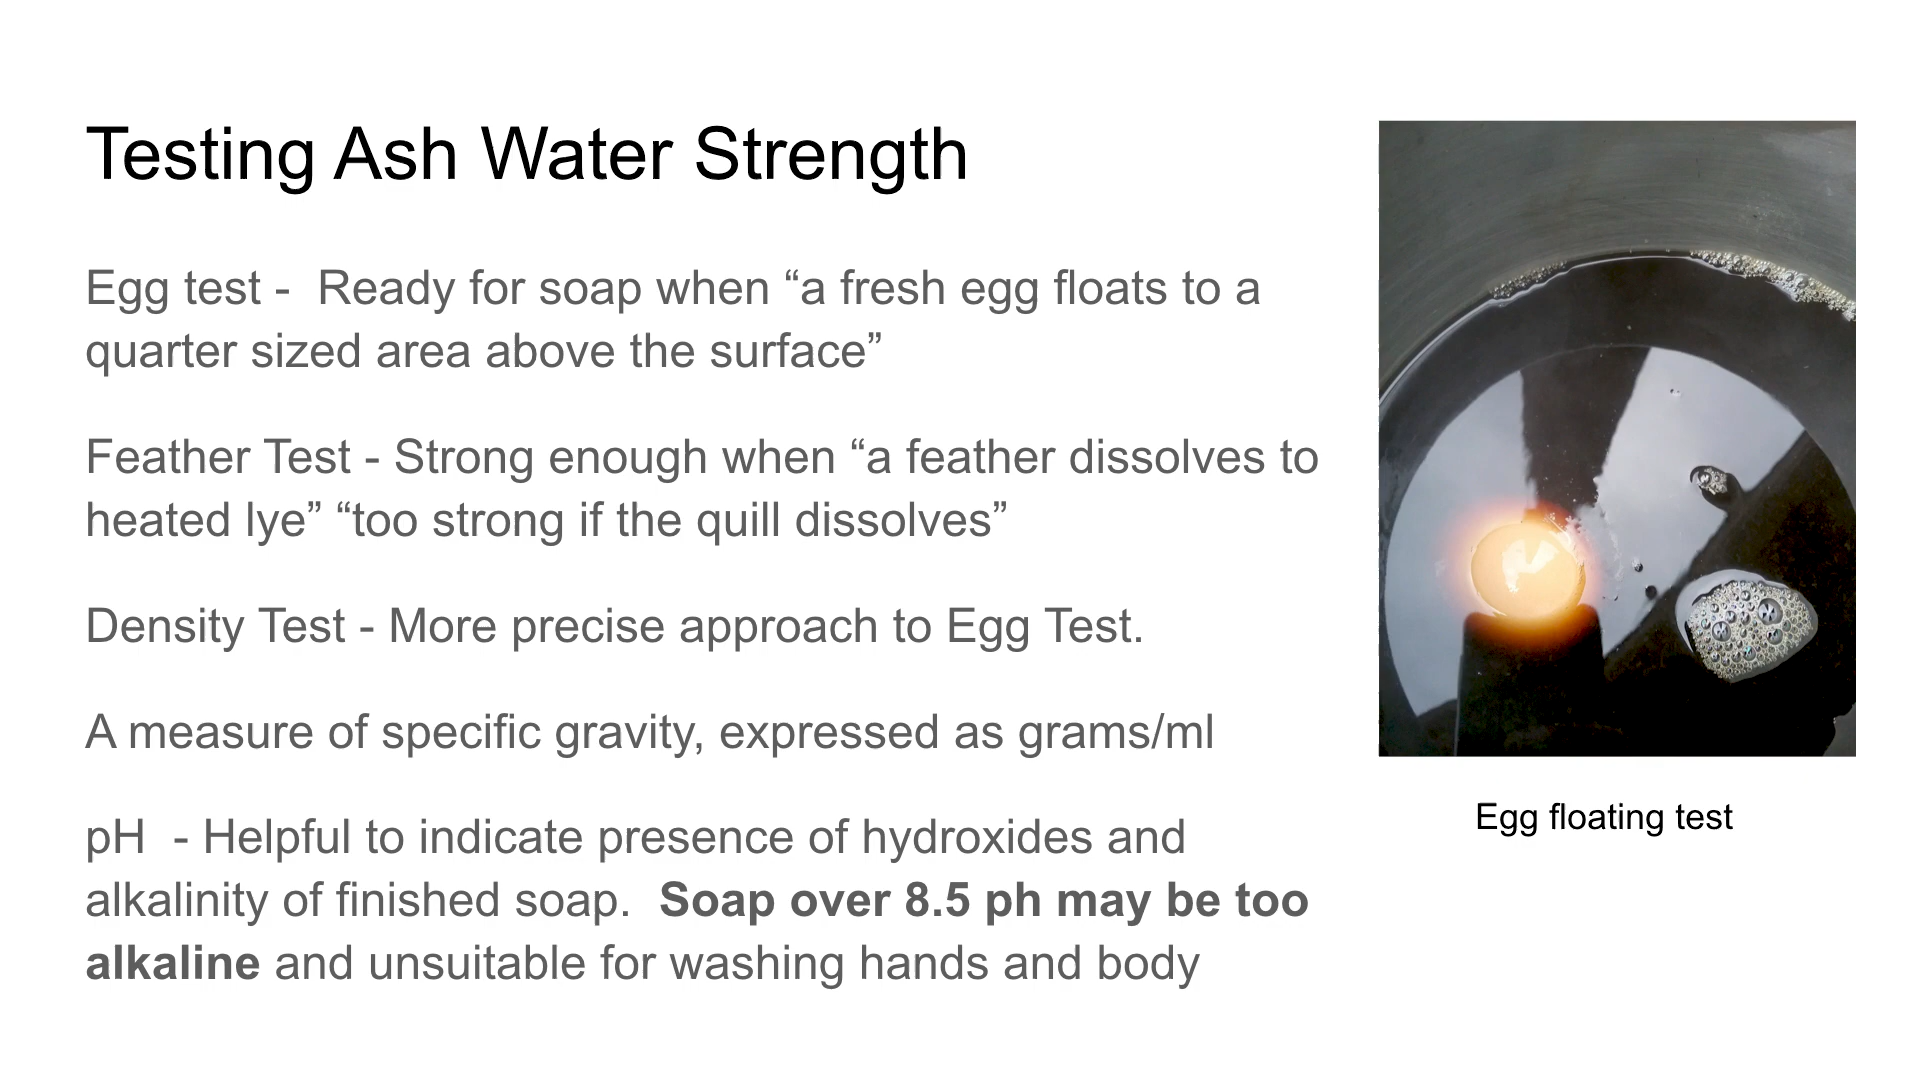 Testing Ash Water Strength
Egg test -  Ready for soap when “a fresh egg floats to a
quarter sized area above the surface”
Feather Test - Strong enough when “a feather dissolves to
heated lye” “too strong if the quill dissolves”
Density Test - More precise approach to Egg Test.
A measure of specific gravity, expressed as grams/ml
pH  - Helpful to indicate presence of hydroxides and
alkalinity of finished soap.  Soap over 8.5 ph may be too
alkaline and unsuitable for washing hands and body
Egg floating test